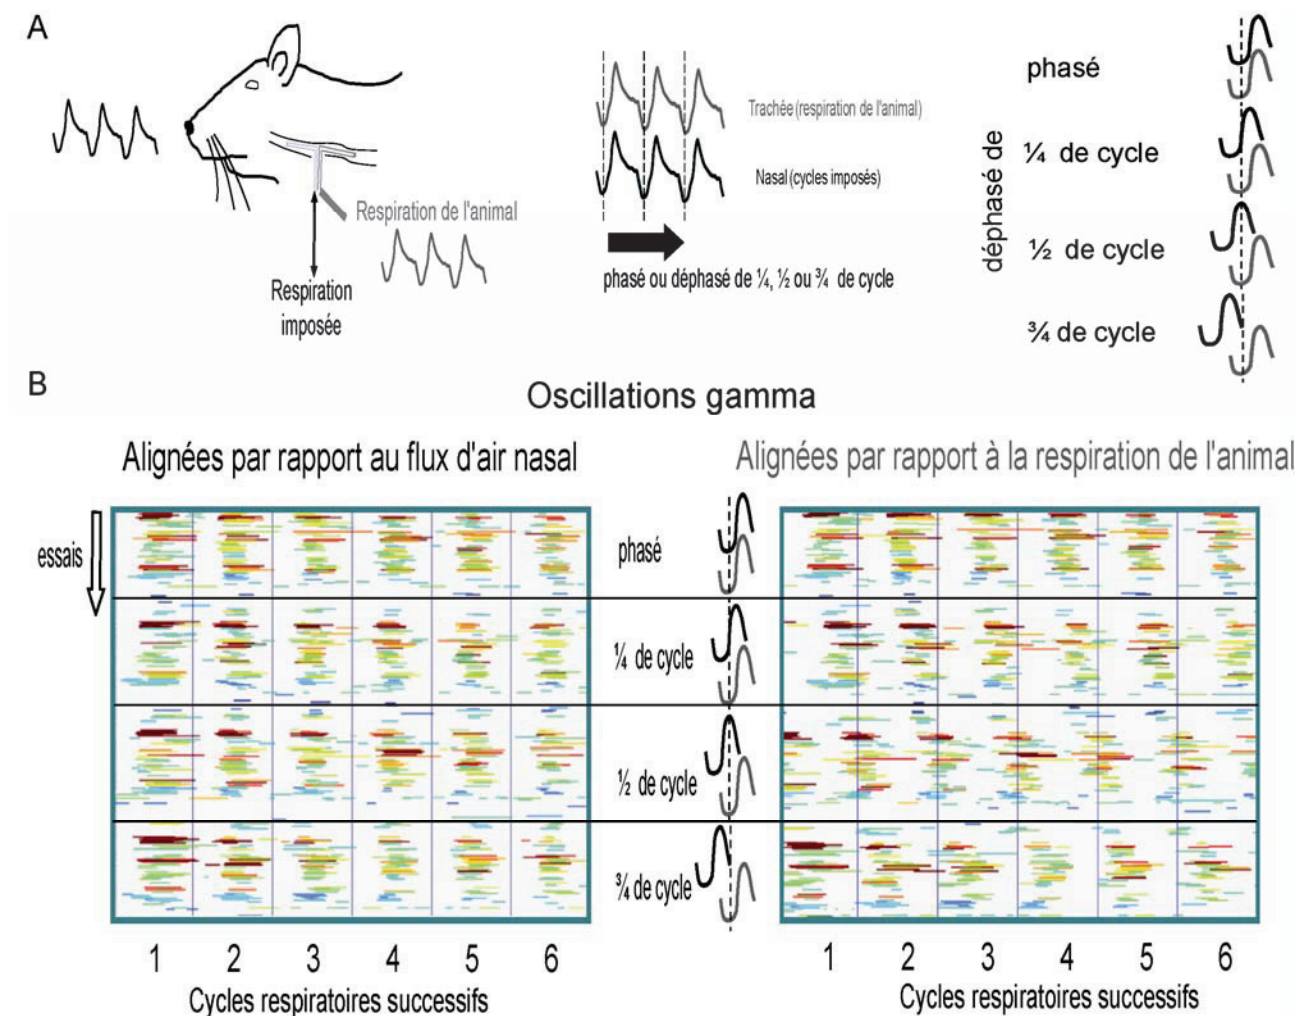 A
Respiration de l'animal
Respiration
imposée
Trachée (respiration de l'animal)
Nasal (cycles imposés)
phasé ou déphasé de ¼, ½ ou ¾ de cycle
déphasé de
phasé
¼ de cycle
½ de cycle
¾ de cycle
B
Oscillations gamma
Alignées par rapport au flux d'air nasal
Alignées par rapport à la respiration de l'animal
essais
phasé
¼ de cycle
½ de cycle
¾ de cycle
1 2 3 4 5 6
Cycles respiratoires successifs
1 2 3 4 5 6
Cycles respiratoires successifs